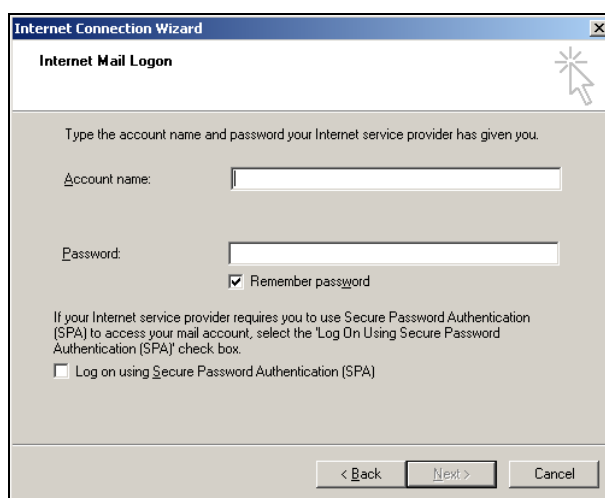 Internet Connection Wizard
Internet Mail Logon
Type the account name and password your Internet service provider has given you.
Account name:
Password:
Remember password
If your Internet service provider requires you to use Secure Password Authentication
(SPA) to access your mail account, select the 'Log On Using Secure Password
Authentication (SPA)' check box.
Log on using Secure Password Authentication (SPA)
< Back Next > Cancel